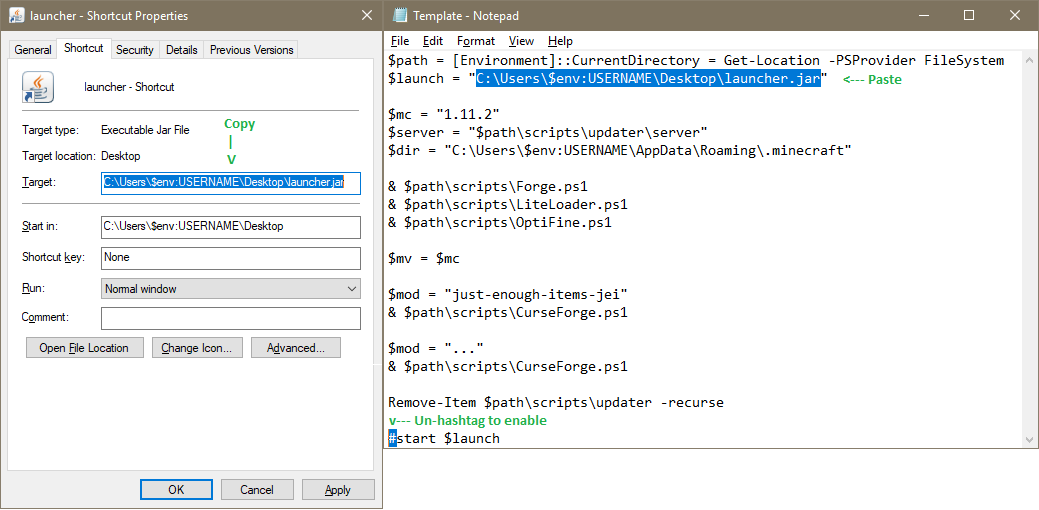 launcher - Shortcut Properties
General
Shortcut
Security
Details
Previous Versions
launcher - Shortcut
Target type: Executable Jar File
Target location: Desktop
Copy
|
V
Target: C:\Users\$env:USERNAME\Desktop\launcher.jar
Start in: C:\Users\$env:USERNAME\Desktop
Shortcut key: None
Run: Normal window
Comment:
Open File Location
Change Icon...
Advanced...
OK
Cancel
Apply
Template - Notepad
File Edit Format View Help
$path = [Environment]::CurrentDirectory = Get-Location -PSProvider FileSystem
$launch = "C:\Users\$env:USERNAME\Desktop\launcher.jar" <--- Paste
$mc = "1.11.2"
$server = "$path\scripts\updater\server"
$dir = "C:\Users\$env:USERNAME\AppData\Roaming\.minecraft"
& $path\scripts\Forge.ps1
& $path\scripts\LiteLoader.ps1
& $path\scripts\OptiFine.ps1
$mv = $mc
$mod = "just-enough-items-jei"
& $path\scripts\CurseForge.ps1
$mod = "..."
& $path\scripts\CurseForge.ps1
Remove-Item $path\scripts\updater -recurse
v--- Un-hashtag to enable
#start $launch